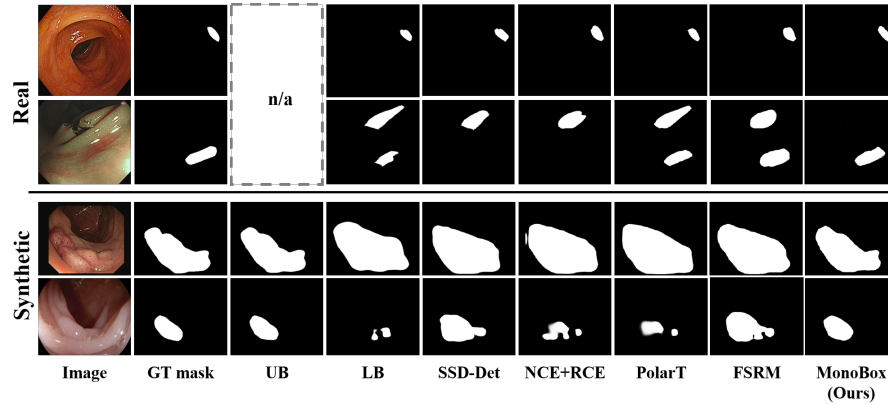 Real
n/a
Synthetic
Image GT mask UB LB SSD-Det NCE+RCE PolarT FSRM MonoBox
(Ours)